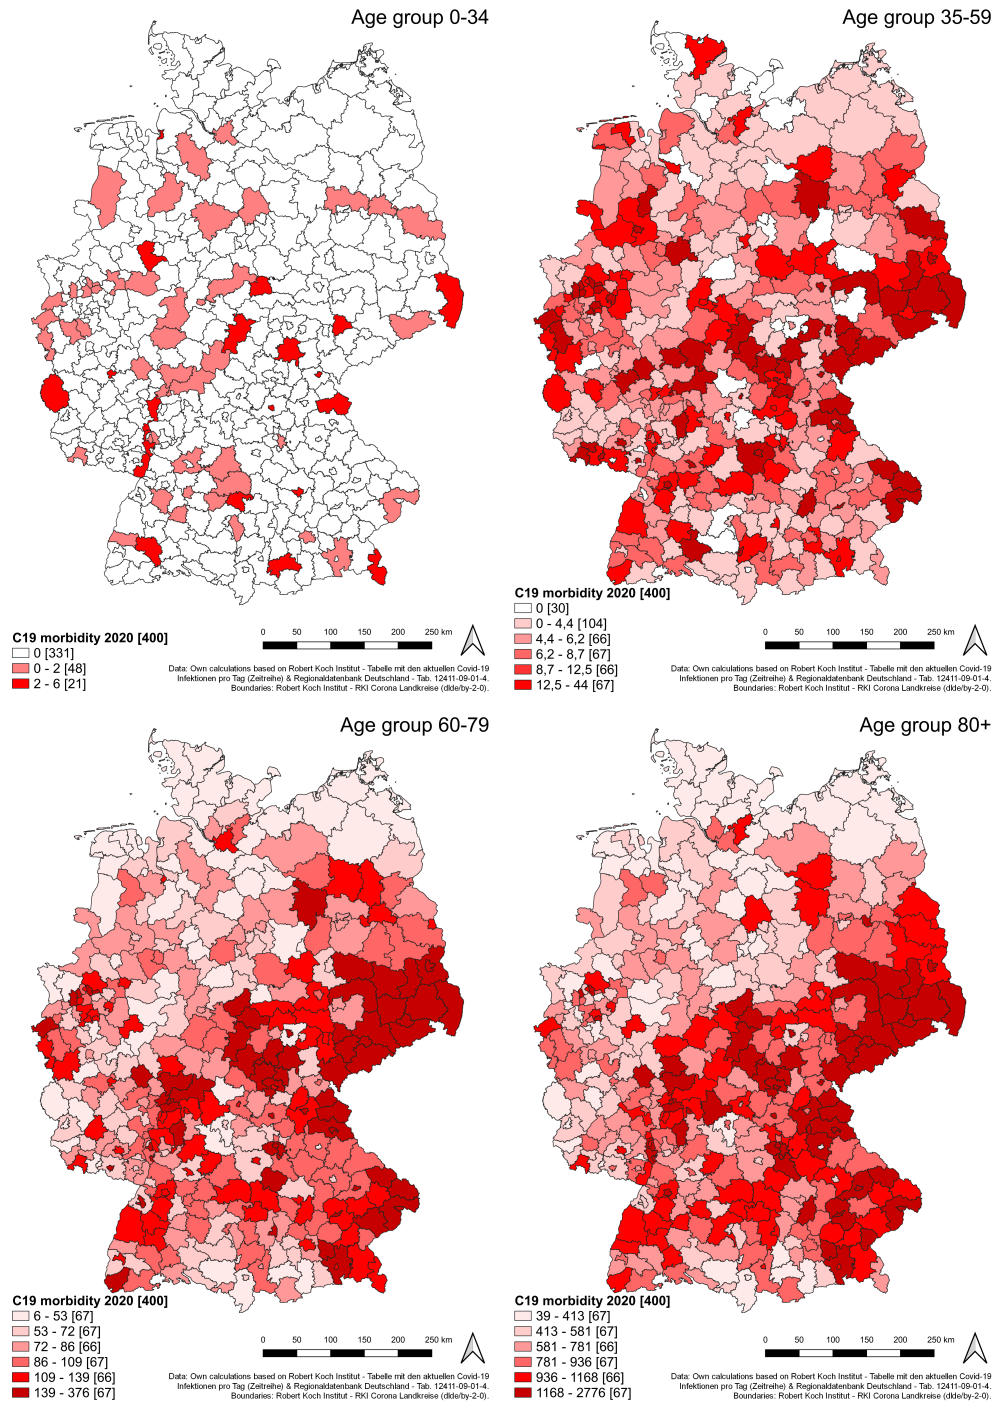 Age group 0-34
C19 morbidity 2020 [400]
0 [331]
0 - 2 [48]
2 - 6 [21]
0 50 100 150 200 250 km
Data: Own calculations based on Robert Koch Institut - Tabelle mit den aktuellen Covid-19
Infektionen pro Tag (Zeitreihe) & Regionaldatenbank Deutschland - Tab. 12411-09-01-4.
Boundaries: Robert Koch Institut - RKI Corona Landkreise (dlde/by-2-0).
Age group 35-59
C19 morbidity 2020 [400]
0 [30]
0 - 4,4 [104]
4,4 - 6,2 [66]
6,2 - 8,7 [67]
8,7 - 12,5 [66]
12,5 - 44 [67]
0 50 100 150 200 250 km
Data: Own calculations based on Robert Koch Institut - Tabelle mit den aktuellen Covid-19
Infektionen pro Tag (Zeitreihe) & Regionaldatenbank Deutschland - Tab. 12411-09-01-4.
Boundaries: Robert Koch Institut - RKI Corona Landkreise (dlde/by-2-0).
Age group 60-79
C19 morbidity 2020 [400]
6 - 53 [67]
53 - 72 [67]
72 - 86 [66]
86 - 109 [67]
109 - 139 [66]
139 - 376 [67]
0 50 100 150 200 250 km
Data: Own calculations based on Robert Koch Institut - Tabelle mit den aktuellen Covid-19
Infektionen pro Tag (Zeitreihe) & Regionaldatenbank Deutschland - Tab. 12411-09-01-4.
Boundaries: Robert Koch Institut - RKI Corona Landkreise (dlde/by-2-0).
Age group 80+
C19 morbidity 2020 [400]
39 - 413 [67]
413 - 581 [67]
581 - 781 [66]
781 - 936 [67]
936 - 1168 [66]
1168 - 2776 [67]
0 50 100 150 200 250 km
Data: Own calculations based on Robert Koch Institut - Tabelle mit den aktuellen Covid-19
Infektionen pro Tag (Zeitreihe) & Regionaldatenbank Deutschland - Tab. 12411-09-01-4.
Boundaries: Robert Koch Institut - RKI Corona Landkreise (dlde/by-2-0).